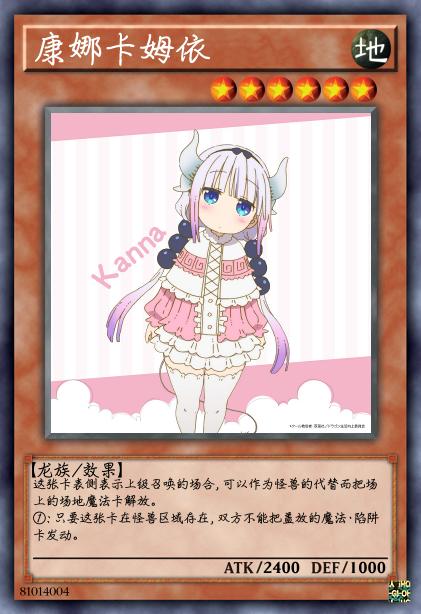 康娜卡姆依
地
Kanna
【龙族/效果】
这张卡表侧表示上级召唤的场合,可以作为怪兽的代替而把场
上的场地魔法卡解放。
①:只要这张卡在怪兽区域存在,双方不能把盖放的魔法·陷阱
卡发动。
ATK/2400 DEF/1000
81014004